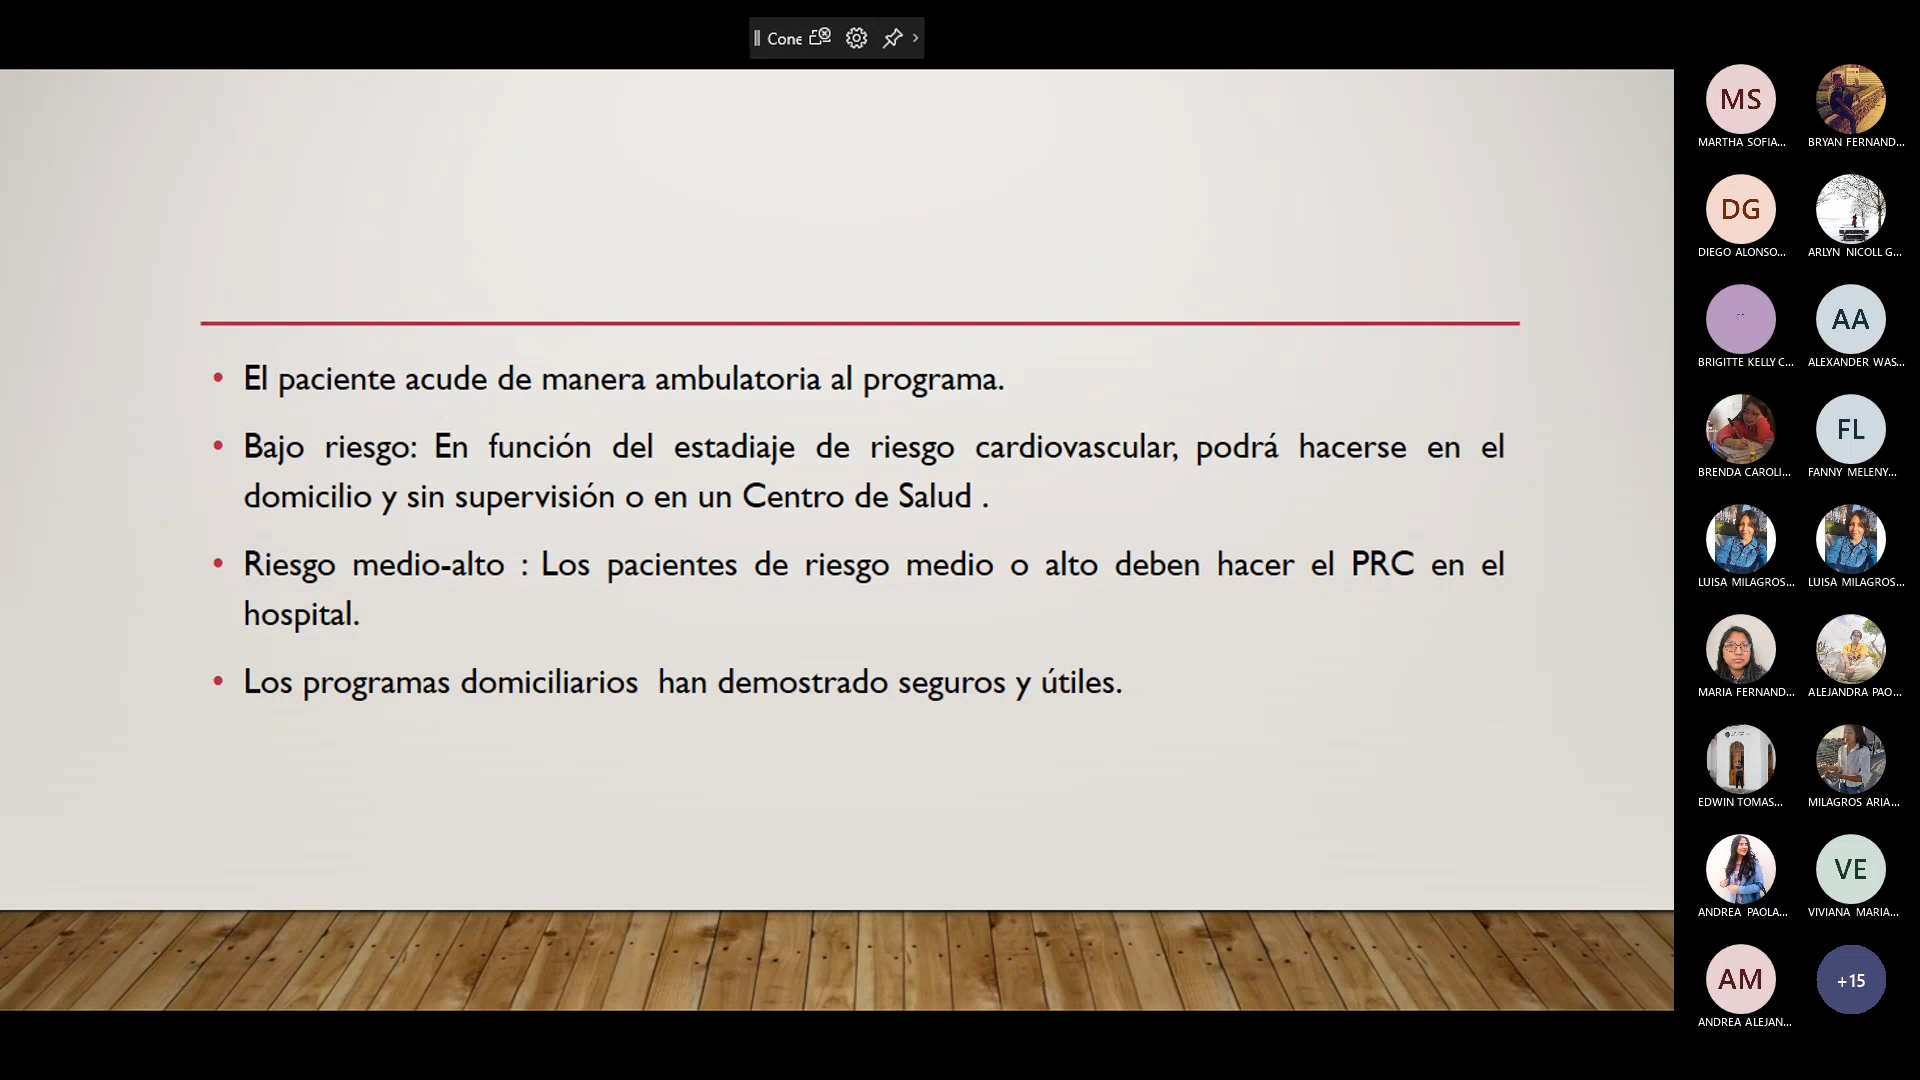 Cone
El paciente acude de manera ambulatoria al programa.
Bajo riesgo: En función del estadiaje de riesgo cardiovascular, podrá hacerse en el
domicilio y sin supervisión o en un Centro de Salud .
Riesgo medio-alto : Los pacientes de riesgo medio o alto deben hacer el PRC en el
hospital.
Los programas domiciliarios  han demostrado seguros y útiles.
MS
MARTHA SOFIA...
BRYAN FERNAND...
DG
DIEGO ALONSO...
ARLYN NICOLL G...
BRIGITTE KELLY C...
AA
ALEXANDER WAS...
BRENDA CAROLI...
FL
FANNY MELENY...
LUISA MILAGROS...
LUISA MILAGROS...
MARIA FERNAND...
ALEJANDRA PAO...
EDWIN TOMAS...
MILAGROS ARIA...
ANDREA PAOLA...
VE
VIVIANA MARIA...
AM
ANDREA ALEJAN...
+15